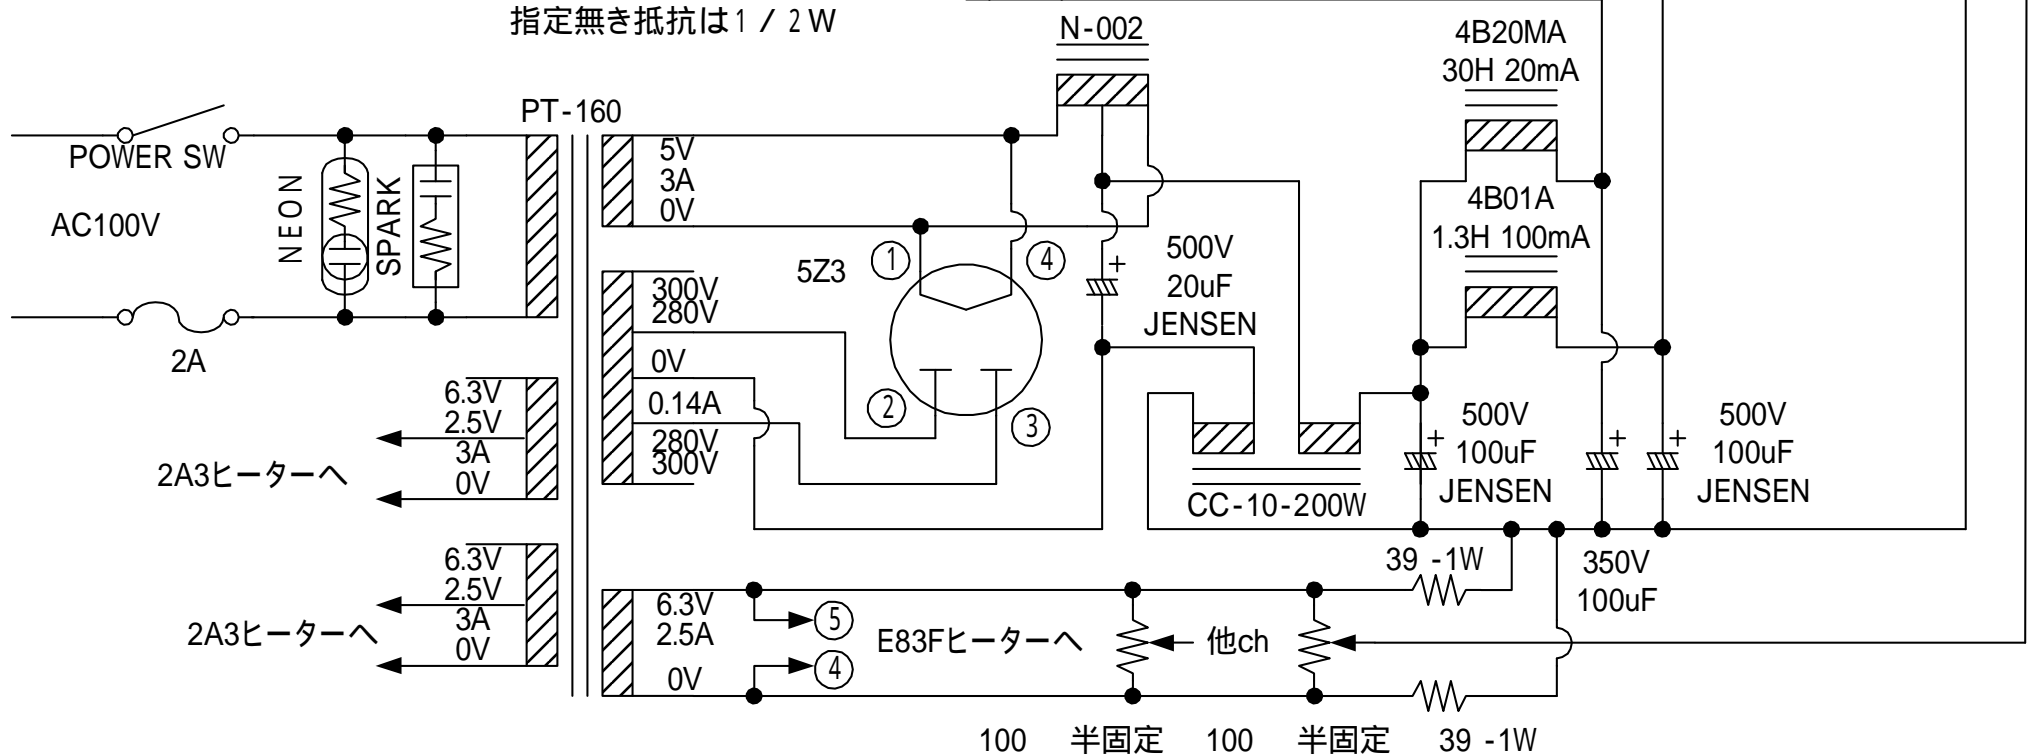 指定無き抵抗は1/2W
N-002
4B20MA
30H 20mA
PT-160
POWER SW
AC100V
NEON
SPARK
2A
5V
3A
0V
4B01A
1.3H 100mA
5Z3
1
4
2
3
500V
20uF
JENSEN
300V
280V
0V
0.14A
280V
300V
6.3V
2.5V
3A
0V
2A3ヒーターへ
CC-10-200W
500V
100uF
JENSEN
500V
100uF
JENSEN
350V
100uF
6.3V
2.5V
3A
0V
2A3ヒーターへ
6.3V
2.5A
0V
5
4
E83Fヒーターへ
他ch
39 -1W
100 半固定
100 半固定
39 -1W